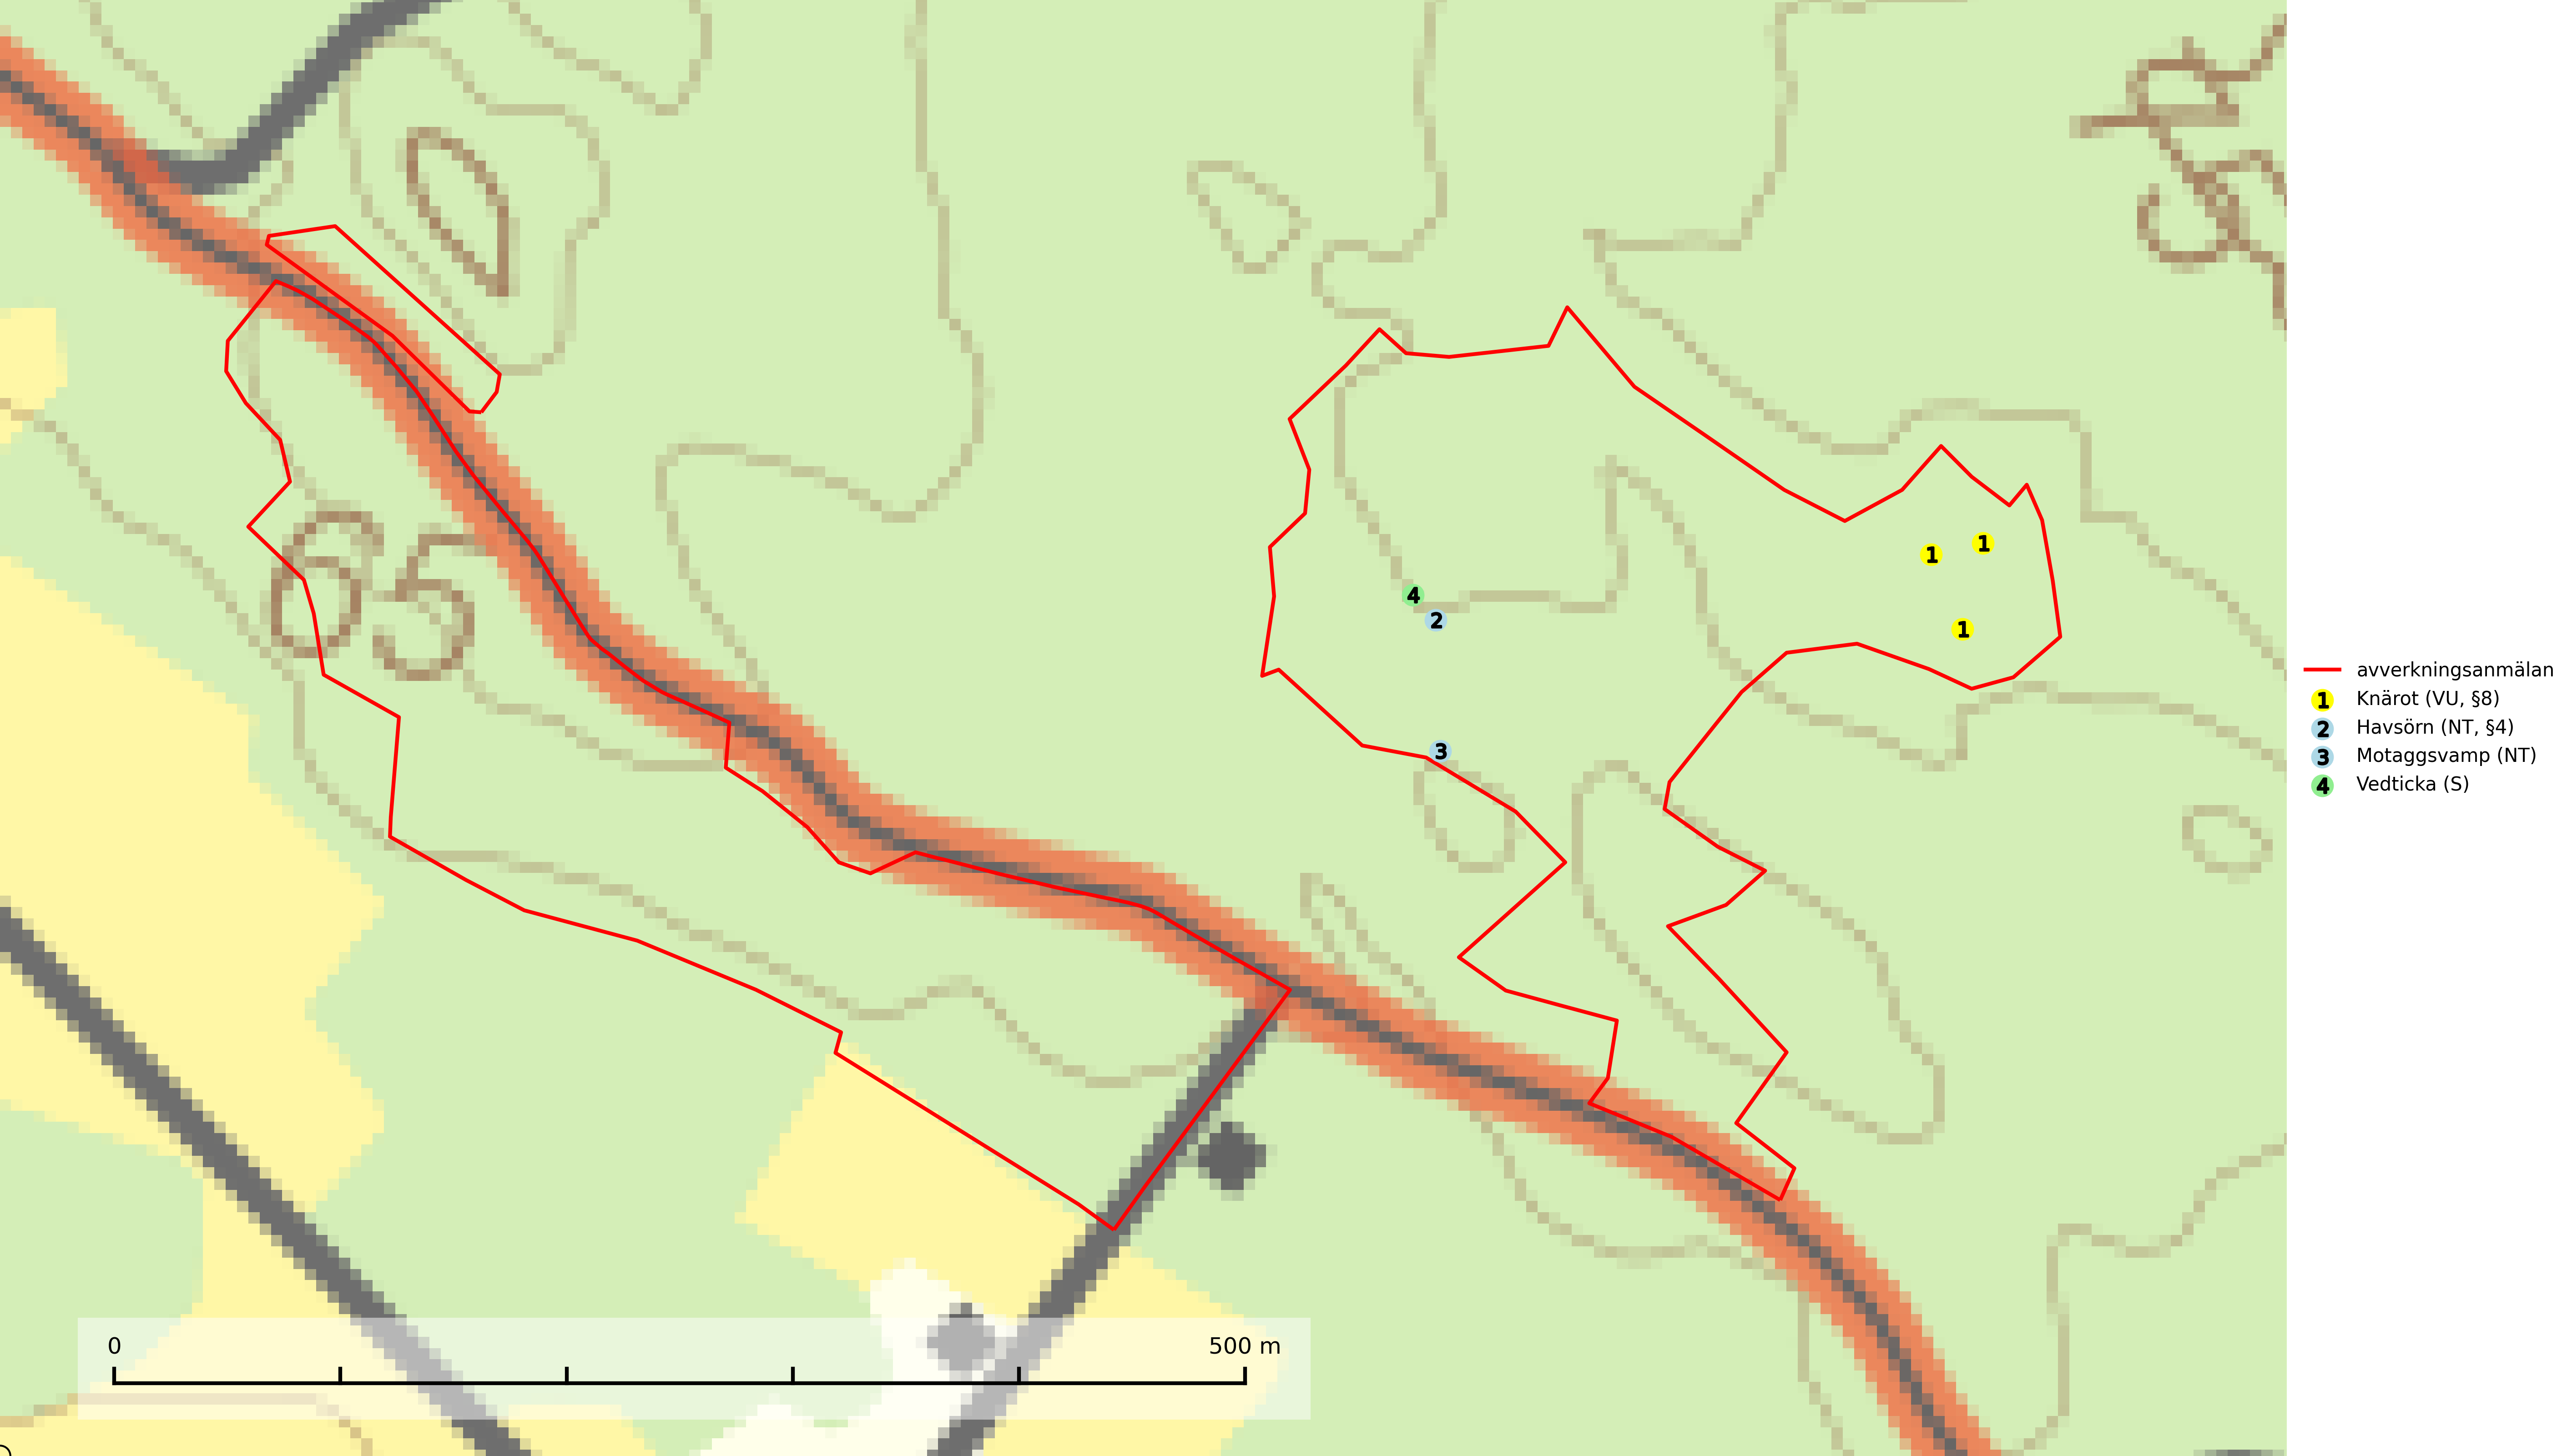 65
avverkningsanmälan
1 Knärot (VU, §8)
2 Havsörn (NT, §4)
3 Motaggsvamp (NT)
4 Vedticka (S)
1
1
4
2
1
3
0 500 m